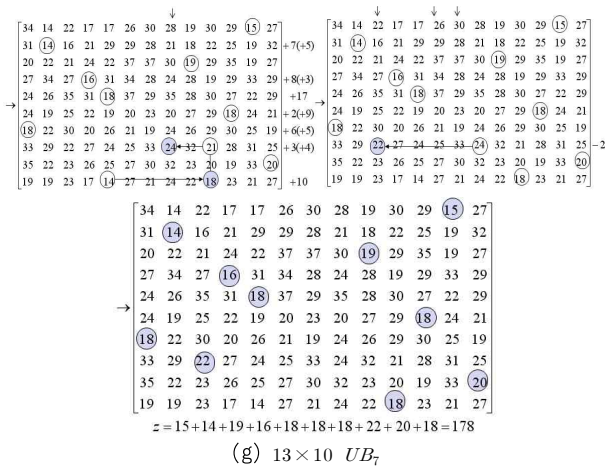 ↓
34 14 22 17 17 26 30 28 19 30 29 15 27
31 14 16 21 29 29 28 21 18 22 25 19 32 +7(+5)
20 22 21 24 22 37 37 30 19 29 35 19 27
27 34 27 16 31 34 28 24 28 19 29 33 29 +8(+3)
→ 24 26 35 31 18 37 29 35 28 30 27 22 29 +17
24 19 25 22 19 20 23 20 27 29 18 24 21 +2(+9)
18 22 30 20 26 21 19 24 26 29 30 25 19 +6(+5)
33 29 22 27 24 25 33 24 32 21 28 31 25 +3(+4)
35 22 23 26 25 27 30 32 23 20 19 33 20
19 19 23 17 14 27 21 24 22 18 23 21 27 +10
↓ ↓ ↓
34 14 22 17 17 26 30 28 19 30 29 15 27
31 14 16 21 29 29 28 21 18 22 25 19 32
20 22 21 24 22 37 37 30 19 29 35 19 27
27 34 27 16 31 34 28 24 28 19 29 33 29
→ 24 26 35 31 18 37 29 35 28 30 27 22 29
24 19 25 22 19 20 23 20 27 29 18 24 21
18 22 30 20 26 21 19 24 26 29 30 25 19
33 29 22 27 24 25 33 24 32 21 28 31 25 −2
35 22 23 26 25 27 30 32 23 20 19 33 20
19 19 23 17 14 27 21 24 22 18 23 21 27
34 14 22 17 17 26 30 28 19 30 29 15 27
31 14 16 21 29 29 28 21 18 22 25 19 32
20 22 21 24 22 37 37 30 19 29 35 19 27
27 34 27 16 31 34 28 24 28 19 29 33 29
→ 24 26 35 31 18 37 29 35 28 30 27 22 29
24 19 25 22 19 20 23 20 27 29 18 24 21
18 22 30 20 26 21 19 24 26 29 30 25 19
33 29 22 27 24 25 33 24 32 21 28 31 25
35 22 23 26 25 27 30 32 23 20 19 33 20
19 19 23 17 14 27 21 24 22 18 23 21 27
z = 15+14+19+16+18+18+18+22+20+18 = 178
(g) 13×10 UB₇